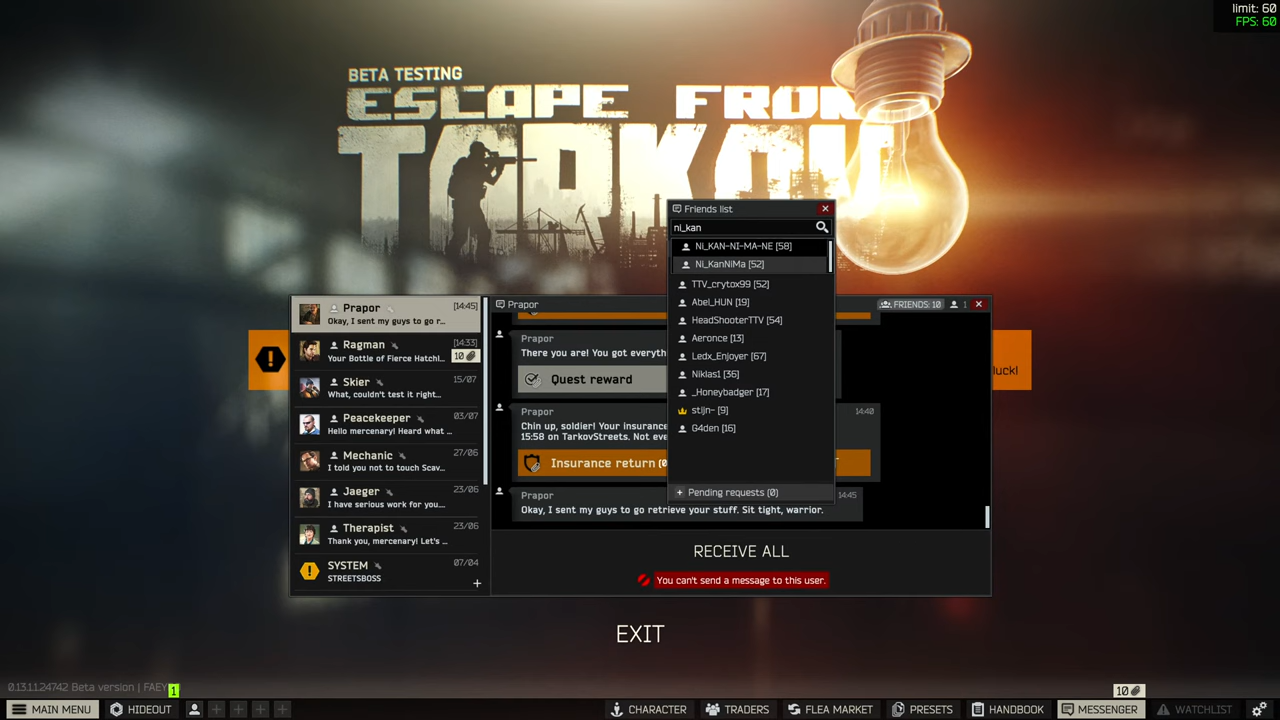 limit: 60
FPS: 60
BETA TESTING
ESCAPE FROM
TARKOV
Friends list
ni_kan
Ni_KAN-NI-MA-NE [58]
Ni_KanNiMa [52]
TTV_crytox99 [52]
Abel_HUN [19]
HeadShooterTTV [54]
Aeronce [13]
Ledx_Enjoyer [67]
Niklas1 [36]
_Honeybadger [17]
stijn- [9]
G4den [16]
Pending requests (0)
Prapor
[14:45]
Okay, I sent my guys to go r...
Ragman
[14:33]
Your Bottle of Fierce Hatchl...
10
Skier
15/07
What, couldn't test it right...
Peacekeeper
03/07
Hello mercenary! Heard what ...
Mechanic
27/06
I told you not to touch Scav...
Jaeger
23/06
I have serious work for you...
Therapist
23/06
Thank you, mercenary! Let's ...
SYSTEM
07/04
STREETSBOSS
Prapor
FRIENDS: 10
1
Prapor
There you are! You got everyth
Quest reward
Prapor
14:40
Chin up, soldier! Your insurance
15:58 on TarkovStreets. Not eve
Insurance return (0
Prapor
14:45
Okay, I sent my guys to go retrieve your stuff. Sit tight, warrior.
RECEIVE ALL
You can't send a message to this user.
luck!
EXIT
0.13.1.1.24742 Beta version | FAEY
1
10
MAIN MENU
HIDEOUT
CHARACTER
TRADERS
FLEA MARKET
PRESETS
HANDBOOK
MESSENGER
WATCHLIST